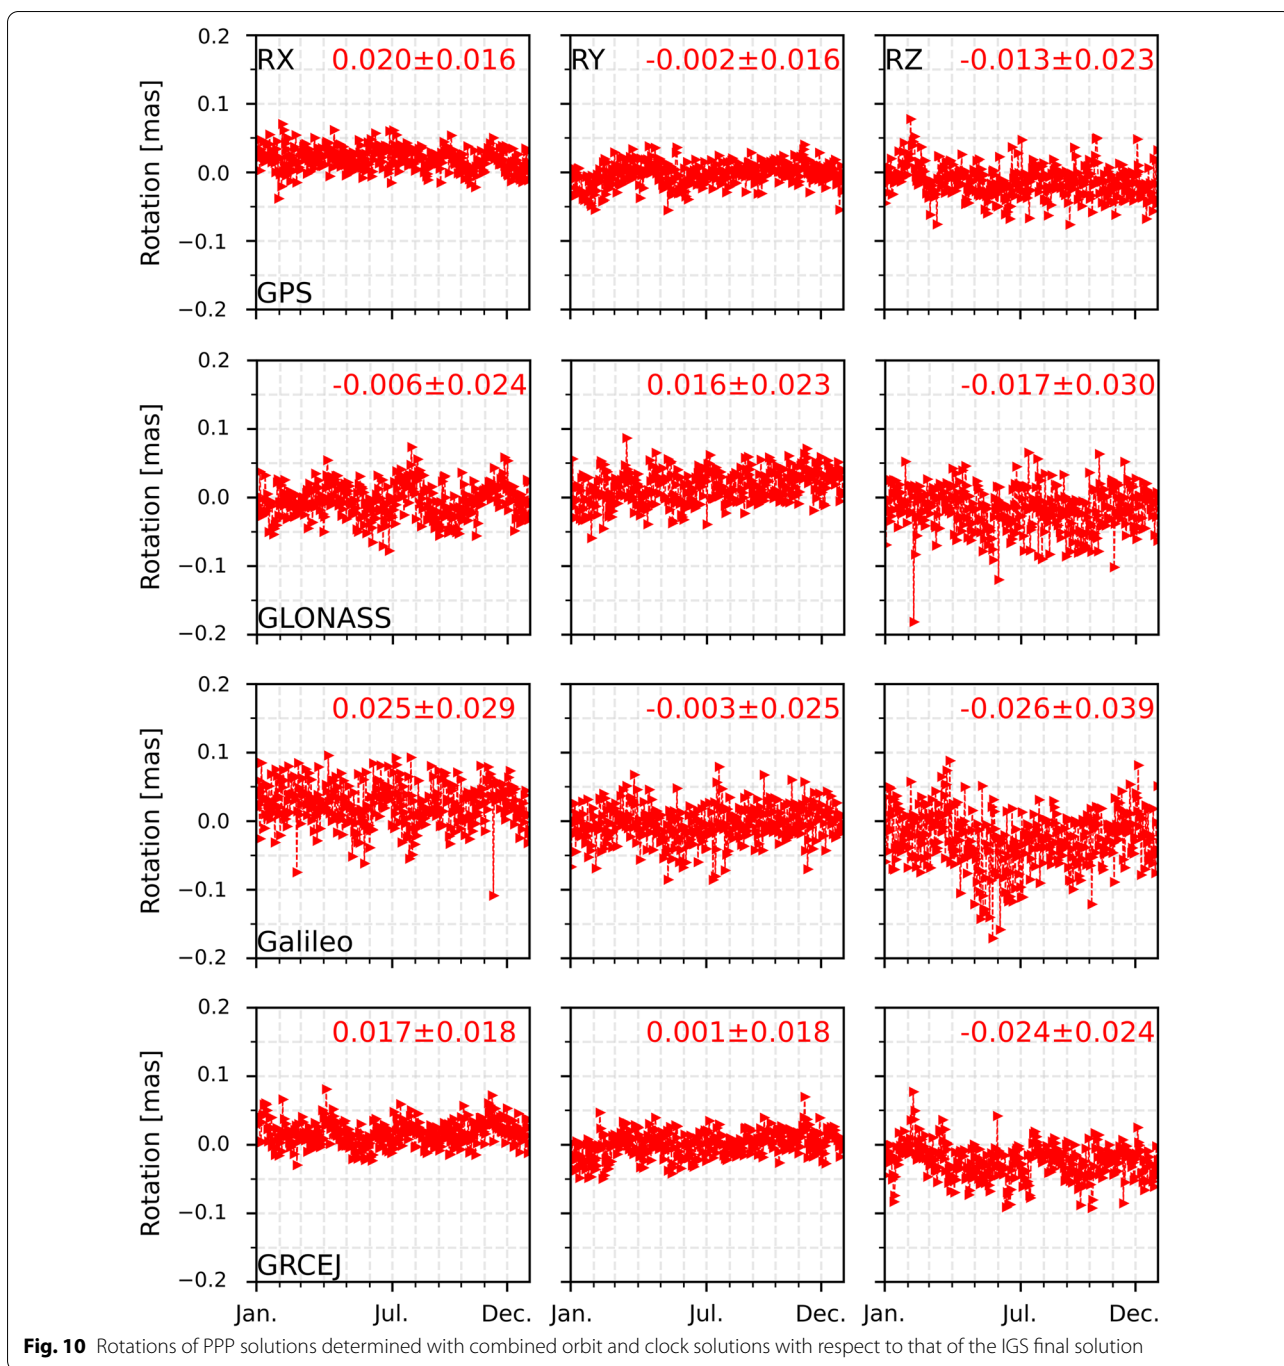 0.2
RX 0.020±0.016
RY -0.002±0.016
RZ -0.013±0.023
0.1
Rotation [mas]
0.0
−0.1
GPS
−0.2
0.2
-0.006±0.024
0.016±0.023
-0.017±0.030
0.1
Rotation [mas]
0.0
−0.1
GLONASS
−0.2
0.2
0.025±0.029
-0.003±0.025
-0.026±0.039
0.1
Rotation [mas]
0.0
−0.1
Galileo
−0.2
0.2
0.017±0.018
0.001±0.018
-0.024±0.024
0.1
Rotation [mas]
0.0
−0.1
GRCEJ
−0.2
Jan. Jul. Dec.
Jan. Jul. Dec.
Jan. Jul. Dec.
Fig. 10 Rotations of PPP solutions determined with combined orbit and clock solutions with respect to that of the IGS final solution